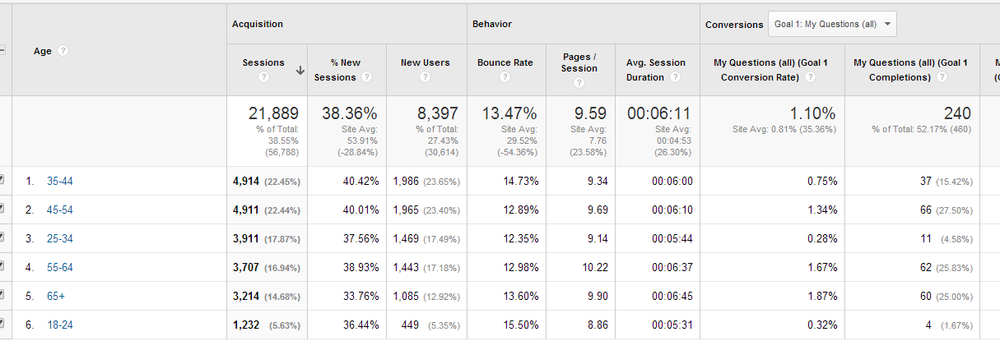 Acquisition Behavior Conversions Goal 1: My Questions (all)
Age ?
Sessions ? % New Sessions ? New Users ? Bounce Rate ? Pages / Session ? Avg. Session Duration ? My Questions (all) (Goal 1 Conversion Rate) ? My Questions (all) (Goal 1 Completions) ?
21,889 38.36% 8,397 13.47% 9.59 00:06:11 1.10% 240
% of Total: 38.55% (56,788) Site Avg: 53.91% (-28.84%) % of Total: 27.43% (30,614) Site Avg: 29.52% (-54.36%) Site Avg: 7.76 (23.58%) Site Avg: 00:04:53 (26.30%) Site Avg: 0.81% (35.36%) % of Total: 52.17% (460)
1. 35-44 4,914 (22.45%) 40.42% 1,986 (23.65%) 14.73% 9.34 00:06:00 0.75% 37 (15.42%)
2. 45-54 4,911 (22.44%) 40.01% 1,965 (23.40%) 12.89% 9.69 00:06:10 1.34% 66 (27.50%)
3. 25-34 3,911 (17.87%) 37.56% 1,469 (17.49%) 12.35% 9.14 00:05:44 0.28% 11 (4.58%)
4. 55-64 3,707 (16.94%) 38.93% 1,443 (17.18%) 12.98% 10.22 00:06:37 1.67% 62 (25.83%)
5. 65+ 3,214 (14.68%) 33.76% 1,085 (12.92%) 13.60% 9.90 00:06:45 1.87% 60 (25.00%)
6. 18-24 1,232 (5.63%) 36.44% 449 (5.35%) 15.50% 8.86 00:05:31 0.32% 4 (1.67%)